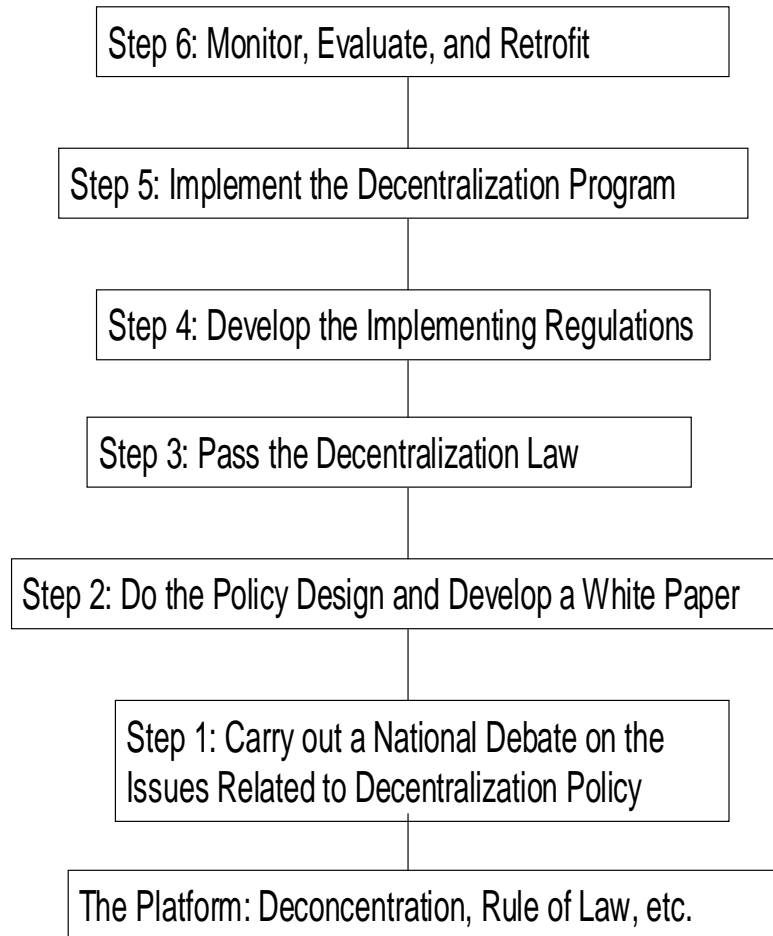 Step 6: Monitor, Evaluate, and Retrofit
Step 5: Implement the Decentralization Program
Step 4: Develop the Implementing Regulations
Step 3: Pass the Decentralization Law
Step 2: Do the Policy Design and Develop a White Paper
Step 1: Carry out a National Debate on the
Issues Related to Decentralization Policy
The Platform: Deconcentration, Rule of Law, etc.